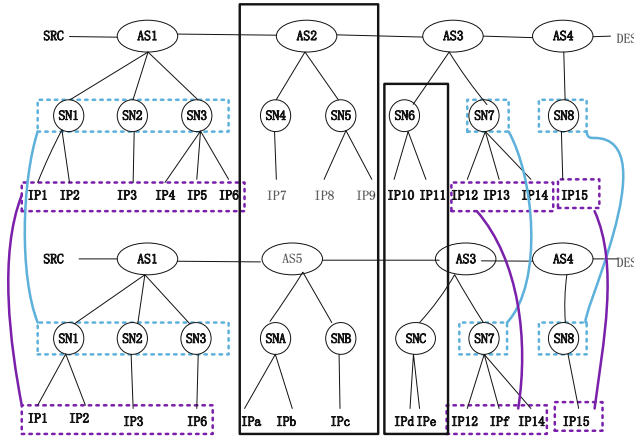 SRC AS1 AS2 AS3 AS4 DES
SN1 SN2 SN3 SN4 SN5 SN6 SN7 SN8
IP1 IP2 IP3 IP4 IP5 IP6 IP7 IP8 IP9 IP10 IP11 IP12 IP13 IP14 IP15
SRC AS1 AS5 AS3 AS4 DES
SN1 SN2 SN3 SNA SNB SNC SN7 SN8
IP1 IP2 IP3 IP6 IPa IPb IPc IPd IPe IP12 IPf IP14 IP15